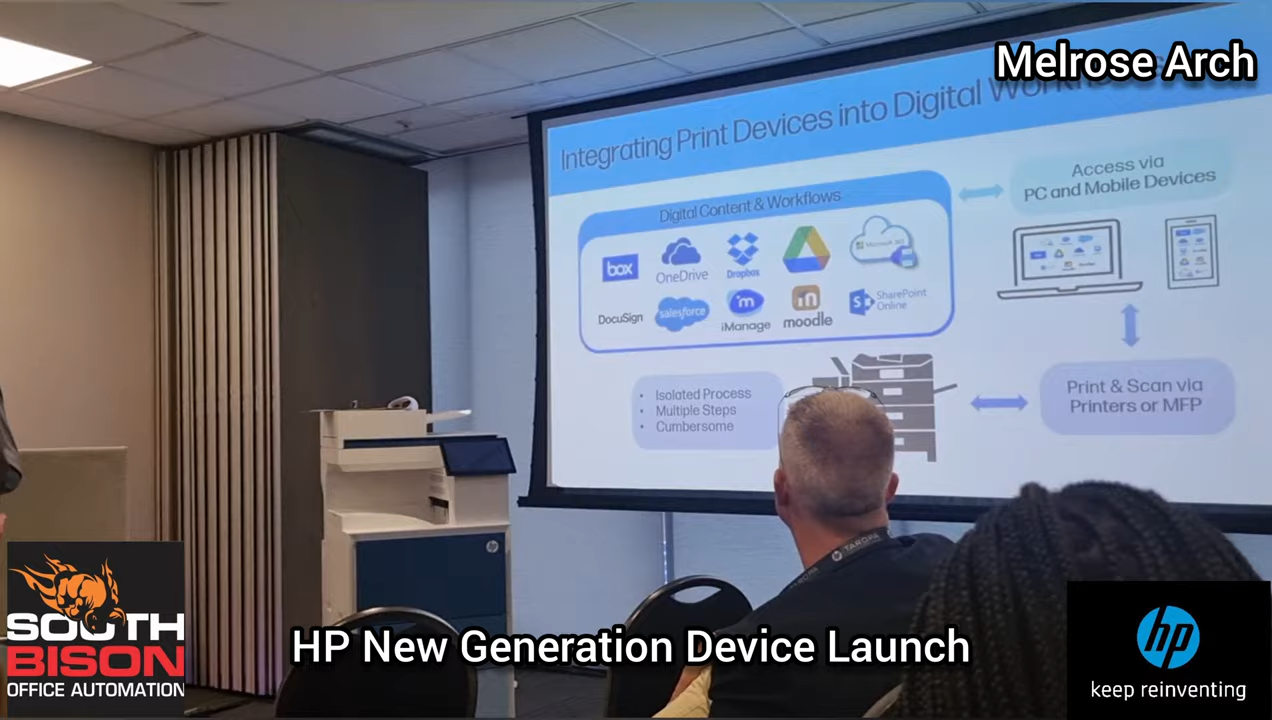 Melrose Arch
Integrating Print Devices into Digital
Access via
PC and Mobile Devices
Digital Content & Workflows
box
OneDrive
Dropbox
Microsoft 365
DocuSign
salesforce
iManage
moodle
SharePoint
Online
• Isolated Process
• Multiple Steps
• Cumbersome
Print & Scan via
Printers or MFP
hp
TAROPA
SOUTH
BISON
OFFICE AUTOMATION
HP New Generation Device Launch
hp
keep reinventing